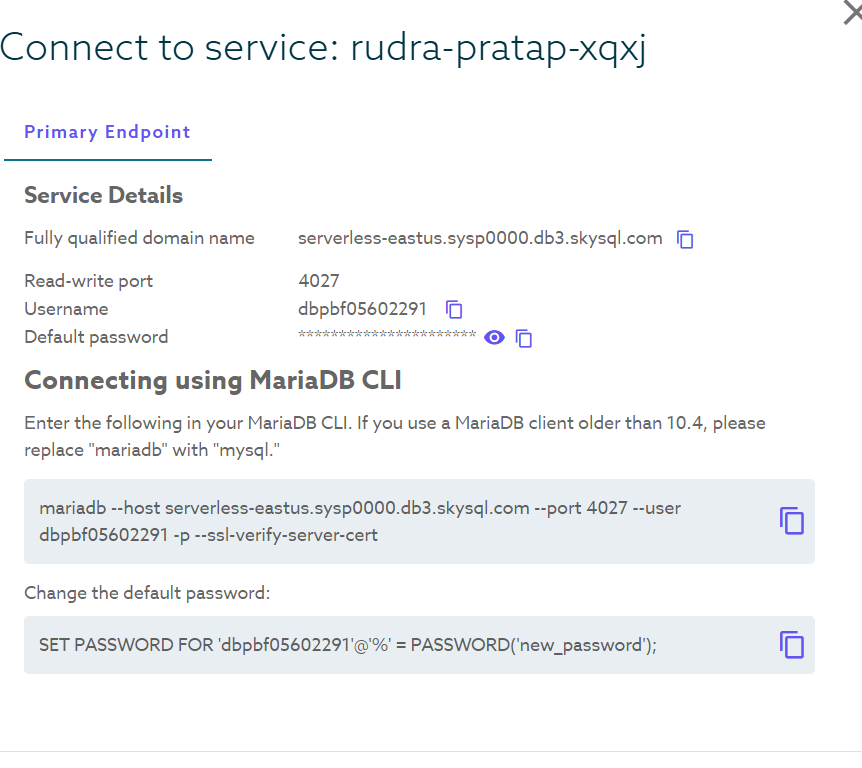 Connect to service: rudra-pratap-xqxj
Primary Endpoint
Service Details
Fully qualified domain name serverless-eastus.sysp0000.db3.skysql.com
Read-write port 4027
Username dbpbf05602291
Default password **********************
Connecting using MariaDB CLI
Enter the following in your MariaDB CLI. If you use a MariaDB client older than 10.4, please
replace "mariadb" with "mysql."
mariadb --host serverless-eastus.sysp0000.db3.skysql.com --port 4027 --user
dbpbf05602291 -p --ssl-verify-server-cert
Change the default password:
SET PASSWORD FOR 'dbpbf05602291'@'%' = PASSWORD('new_password');